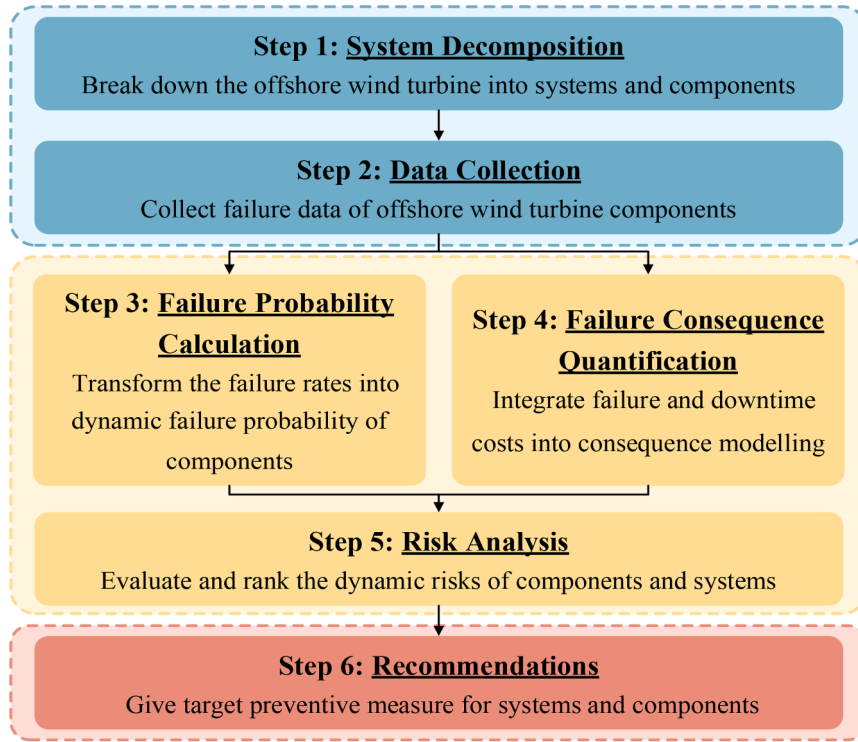 Step 1: System Decomposition
Break down the offshore wind turbine into systems and components
Step 2: Data Collection
Collect failure data of offshore wind turbine components
Step 3: Failure Probability
Calculation
Transform the failure rates into
dynamic failure probability of
components
Step 4: Failure Consequence
Quantification
Integrate failure and downtime
costs into consequence modelling
Step 5: Risk Analysis
Evaluate and rank the dynamic risks of components and systems
Step 6: Recommendations
Give target preventive measure for systems and components